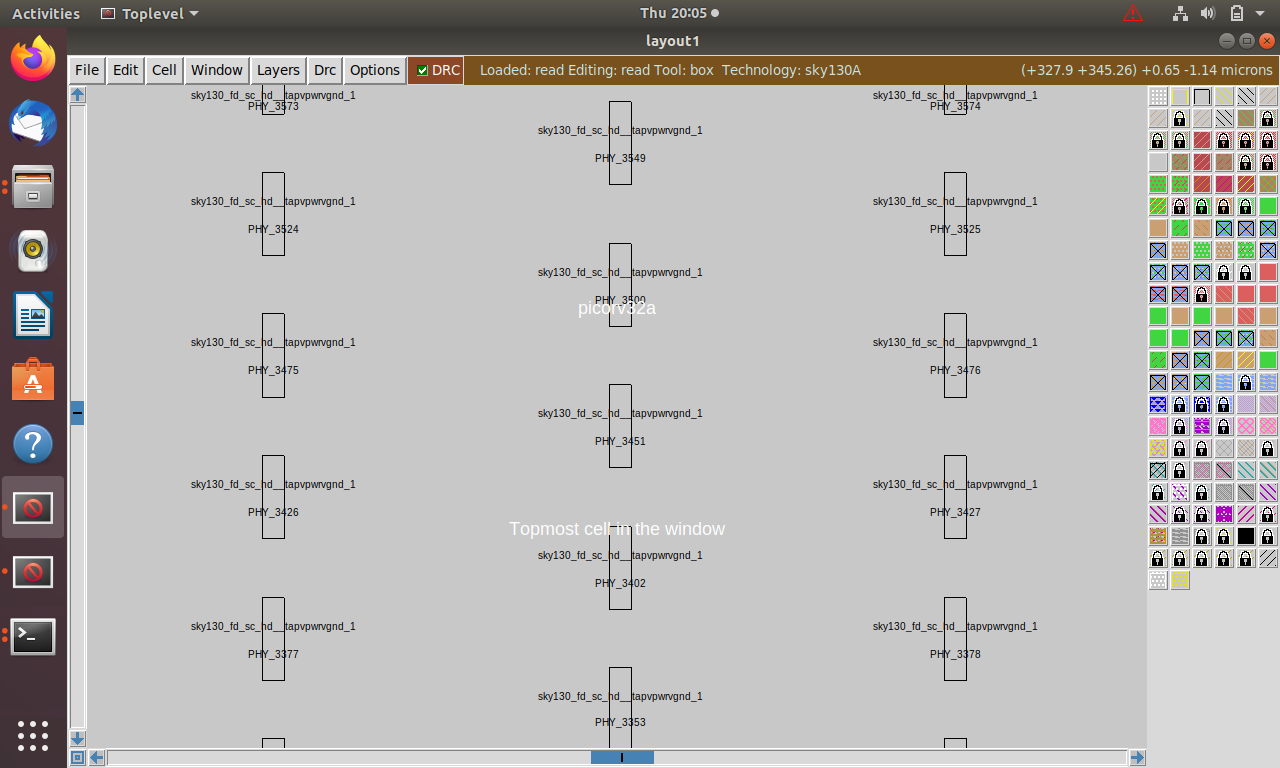 Activities Toplevel Thu 20:05
layout1
File Edit Cell Window Layers Drc Options DRC Loaded: read Editing: read Tool: box Technology: sky130A (+327.9 +345.26) +0.65 -1.14 microns
sky130_fd_sc_hd__tapvpwrvgnd_1 sky130_fd_sc_hd__tapvpwrvgnd_1
PHY_3573 PHY_3574
sky130_fd_sc_hd__tapvpwrvgnd_1
PHY_3549
sky130_fd_sc_hd__tapvpwrvgnd_1 sky130_fd_sc_hd__tapvpwrvgnd_1
PHY_3524 PHY_3525
sky130_fd_sc_hd__tapvpwrvgnd_1
PHY_3500
picorv32a
sky130_fd_sc_hd__tapvpwrvgnd_1 sky130_fd_sc_hd__tapvpwrvgnd_1
PHY_3475 PHY_3476
sky130_fd_sc_hd__tapvpwrvgnd_1
PHY_3451
sky130_fd_sc_hd__tapvpwrvgnd_1 sky130_fd_sc_hd__tapvpwrvgnd_1
PHY_3426 PHY_3427
Topmost cell in the window
sky130_fd_sc_hd__tapvpwrvgnd_1
PHY_3402
sky130_fd_sc_hd__tapvpwrvgnd_1 sky130_fd_sc_hd__tapvpwrvgnd_1
PHY_3377 PHY_3378
sky130_fd_sc_hd__tapvpwrvgnd_1
PHY_3353